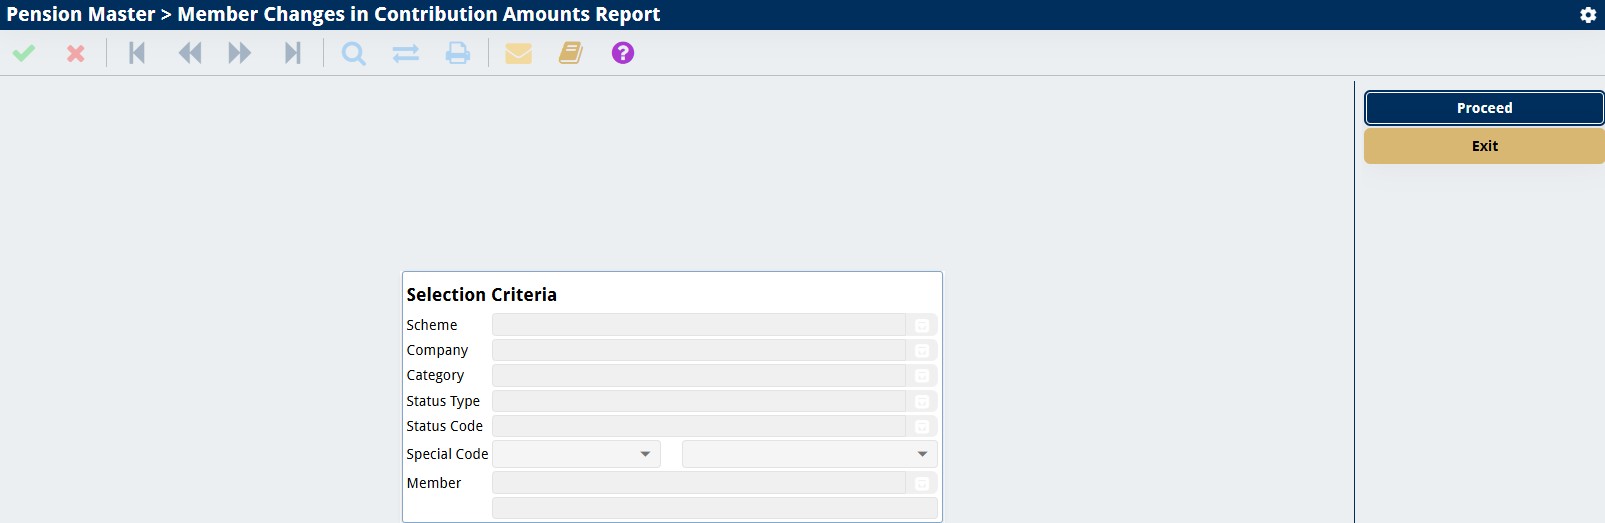 Pension Master > Member Changes in Contribution Amounts Report
?
Proceed
Exit
Selection Criteria
Scheme
Company
Category
Status Type
Status Code
Special Code
Member